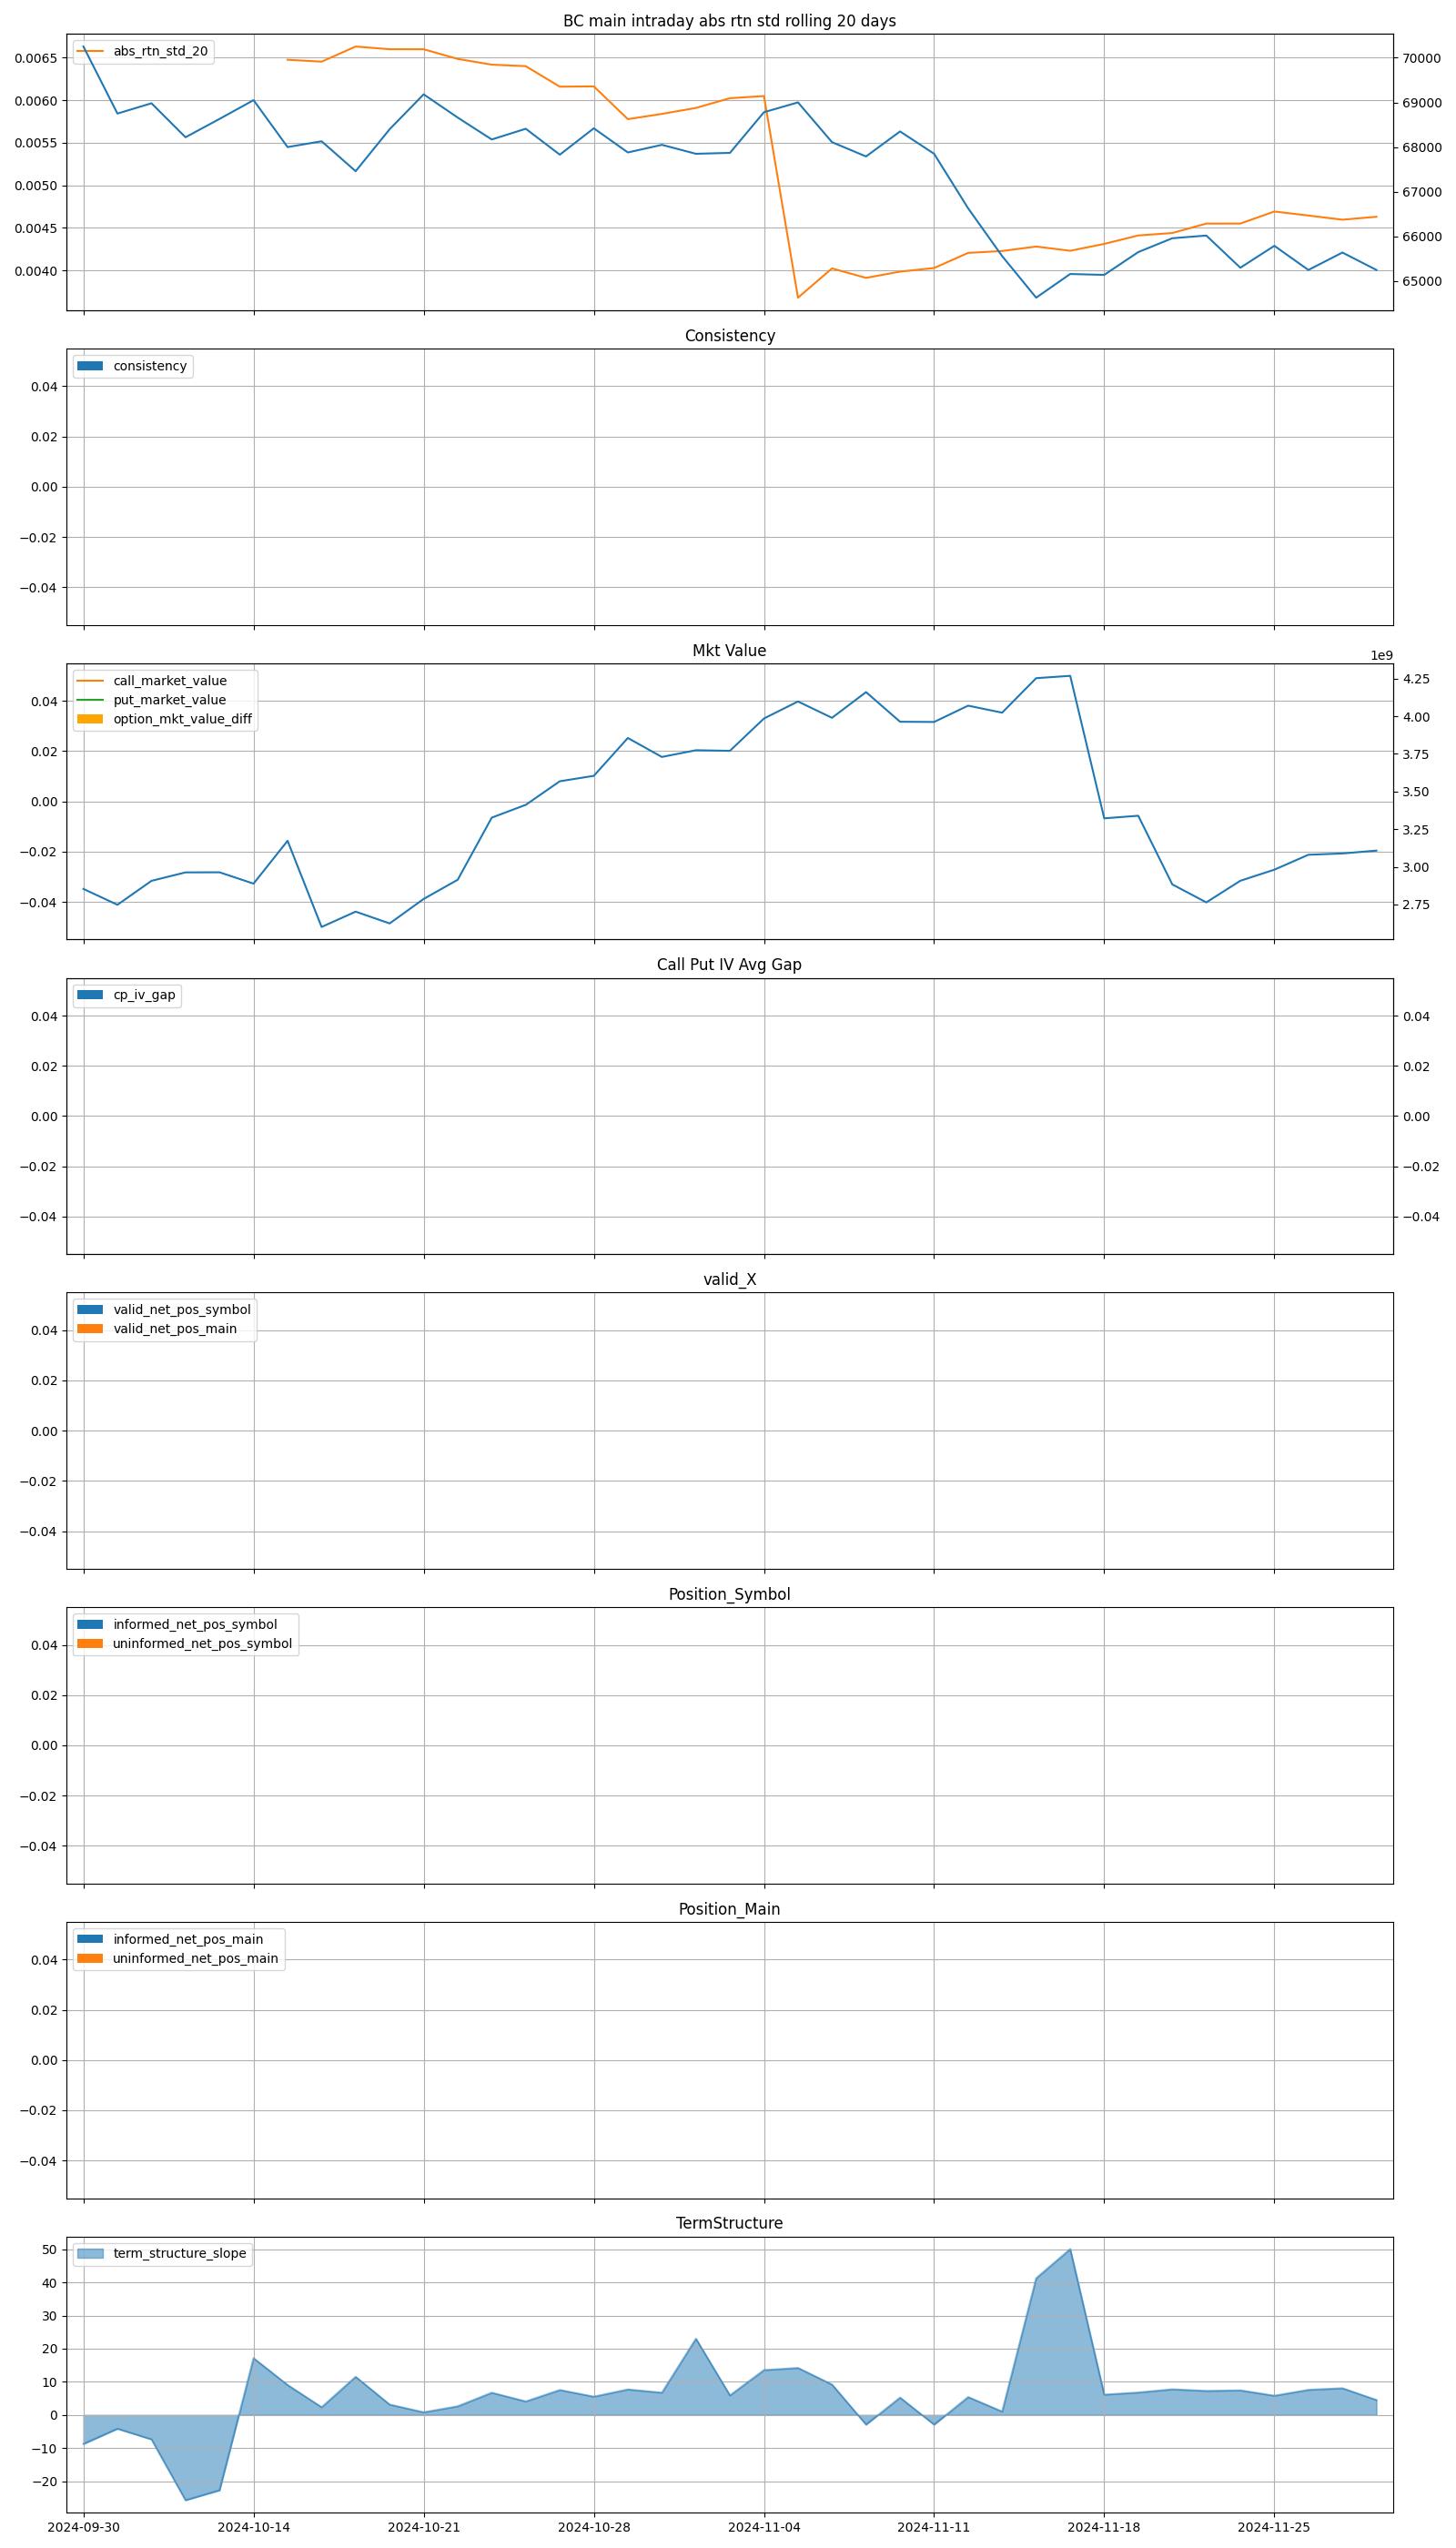 BC main intraday abs rtn std rolling 20 days
abs_rtn_std_20
0.0065
0.0060
0.0055
0.0050
0.0045
0.0040
70000
69000
68000
67000
66000
65000
Consistency
consistency
0.04
0.02
0.00
−0.02
−0.04
Mkt Value
1e9
call_market_value
put_market_value
option_mkt_value_diff
0.04
0.02
0.00
−0.02
−0.04
4.25
4.00
3.75
3.50
3.25
3.00
2.75
Call Put IV Avg Gap
cp_iv_gap
0.04
0.02
0.00
−0.02
−0.04
0.04
0.02
0.00
−0.02
−0.04
valid_X
valid_net_pos_symbol
valid_net_pos_main
0.04
0.02
0.00
−0.02
−0.04
Position_Symbol
informed_net_pos_symbol
uninformed_net_pos_symbol
0.04
0.02
0.00
−0.02
−0.04
Position_Main
informed_net_pos_main
uninformed_net_pos_main
0.04
0.02
0.00
−0.02
−0.04
TermStructure
term_structure_slope
50
40
30
20
10
0
−10
−20
2024-09-30 2024-10-14 2024-10-21 2024-10-28 2024-11-04 2024-11-11 2024-11-18 2024-11-25